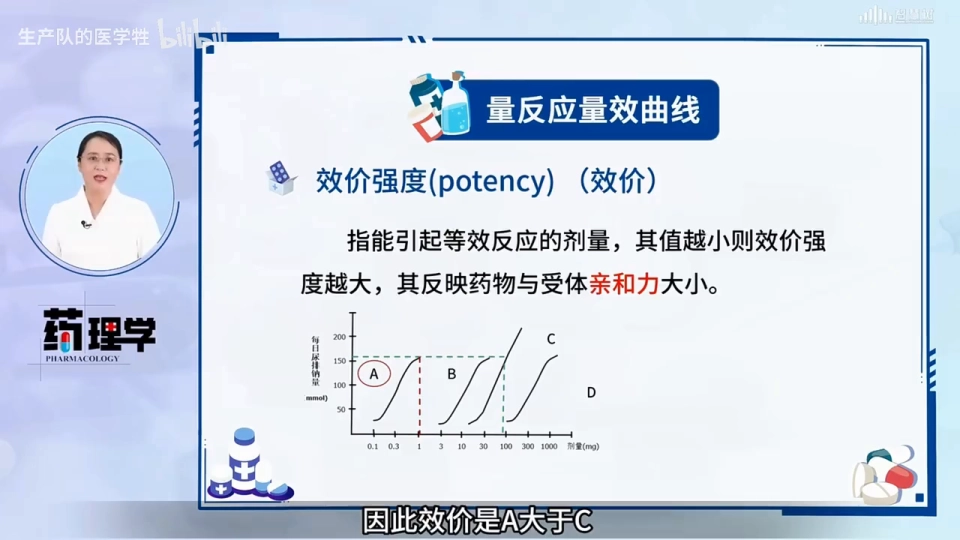 生产队的医学牲 bilibili
量反应量效曲线
效价强度(potency) (效价)
指能引起等效反应的剂量，其值越小则效价强
度越大，其反映药物与受体亲和力大小。
药理学
PHARMACOLOGY
每日尿排钠量
mmol)
200
150
100
50
A
B
C
D
0.1 0.3 1 3 10 30 100 300 1000 剂量(mg)
因此效价是A大于C